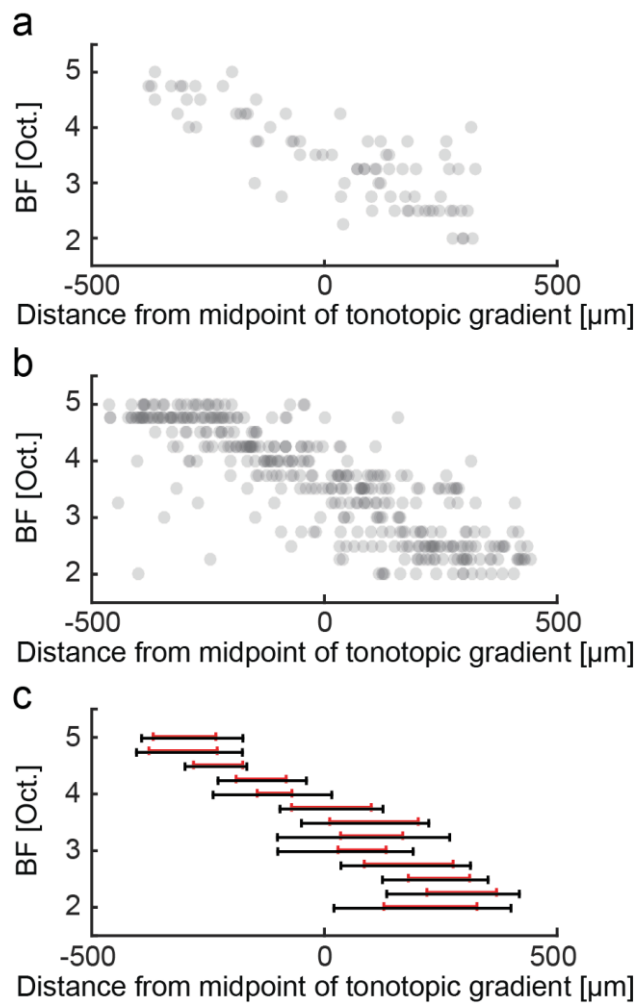 a
BF [Oct.]
5
4
3
2
-500
0
500
Distance from midpoint of tonotopic gradient [µm]
b
BF [Oct.]
5
4
3
2
-500
0
500
Distance from midpoint of tonotopic gradient [µm]
c
BF [Oct.]
5
4
3
2
-500
0
500
Distance from midpoint of tonotopic gradient [µm]